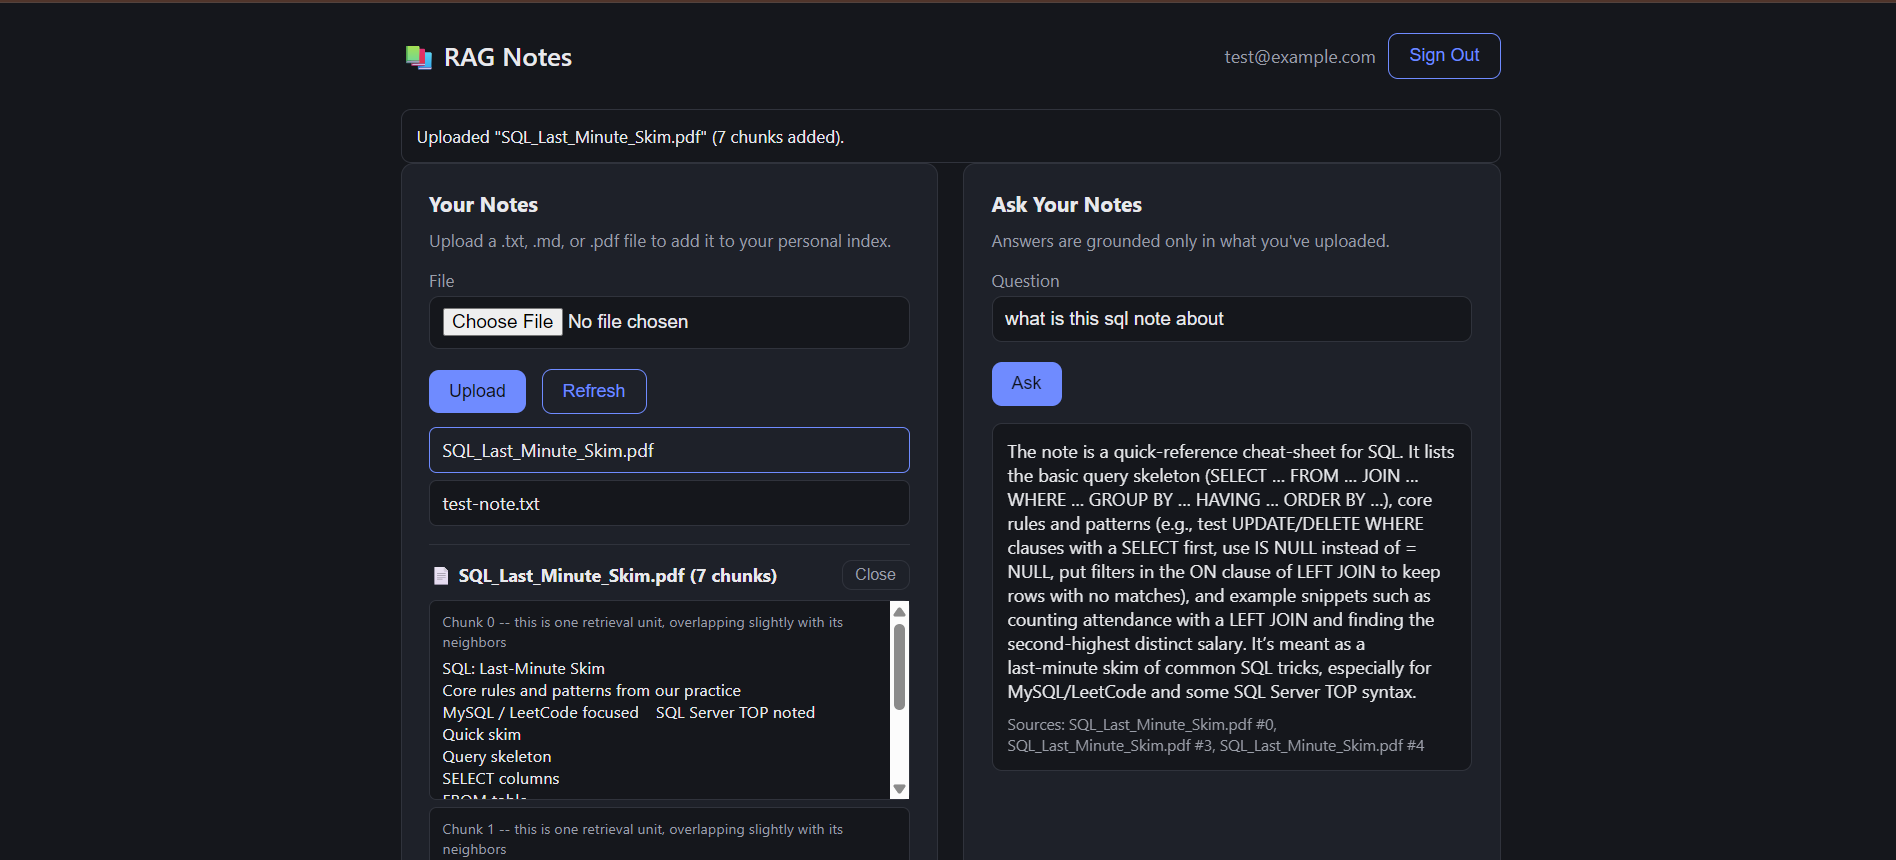 RAG Notes
test@example.com
Sign Out
Uploaded "SQL_Last_Minute_Skim.pdf" (7 chunks added).
Your Notes
Upload a .txt, .md, or .pdf file to add it to your personal index.
File
Choose File No file chosen
Upload
Refresh
SQL_Last_Minute_Skim.pdf
test-note.txt
SQL_Last_Minute_Skim.pdf (7 chunks)
Close
Chunk 0 -- this is one retrieval unit, overlapping slightly with its
neighbors
SQL: Last-Minute Skim
Core rules and patterns from our practice
MySQL / LeetCode focused SQL Server TOP noted
Quick skim
Query skeleton
SELECT columns
FROM table
Chunk 1 -- this is one retrieval unit, overlapping slightly with its
neighbors
Ask Your Notes
Answers are grounded only in what you've uploaded.
Question
what is this sql note about
Ask
The note is a quick-reference cheat-sheet for SQL. It lists
the basic query skeleton (SELECT ... FROM ... JOIN ...
WHERE ... GROUP BY ... HAVING ... ORDER BY ...), core
rules and patterns (e.g., test UPDATE/DELETE WHERE
clauses with a SELECT first, use IS NULL instead of =
NULL, put filters in the ON clause of LEFT JOIN to keep
rows with no matches), and example snippets such as
counting attendance with a LEFT JOIN and finding the
second-highest distinct salary. It’s meant as a
last-minute skim of common SQL tricks, especially for
MySQL/LeetCode and some SQL Server TOP syntax.
Sources: SQL_Last_Minute_Skim.pdf #0,
SQL_Last_Minute_Skim.pdf #3, SQL_Last_Minute_Skim.pdf #4